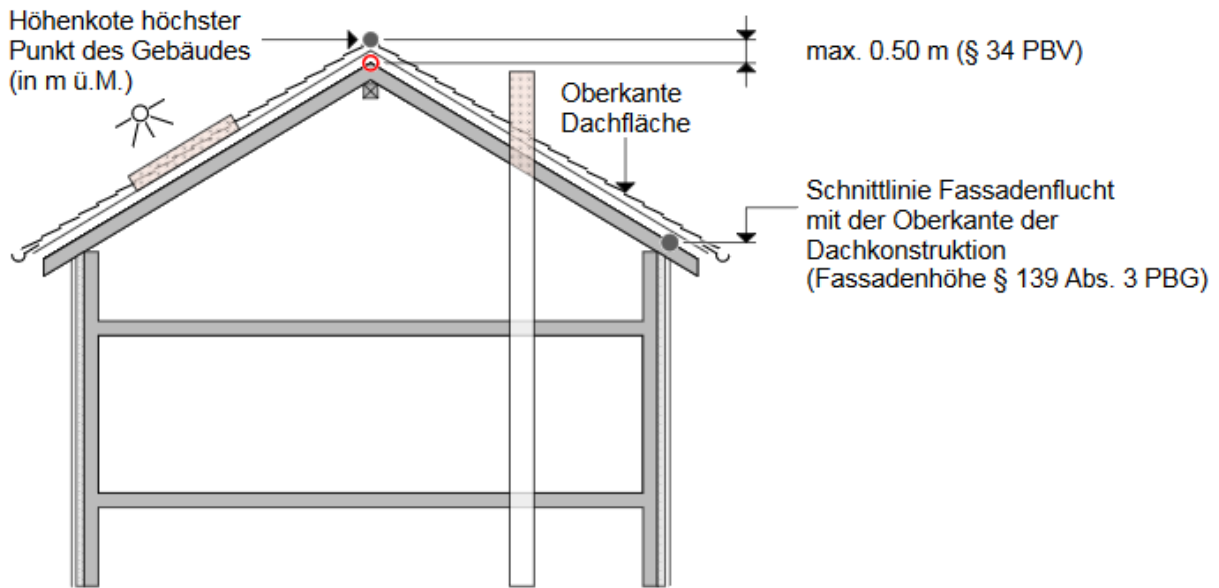 Höhenkote höchster
Punkt des Gebäudes
(in m ü.M.)
max. 0.50 m (§ 34 PBV)
Oberkante
Dachfläche
Schnittlinie Fassadenflucht
mit der Oberkante der
Dachkonstruktion
(Fassadenhöhe § 139 Abs. 3 PBG)